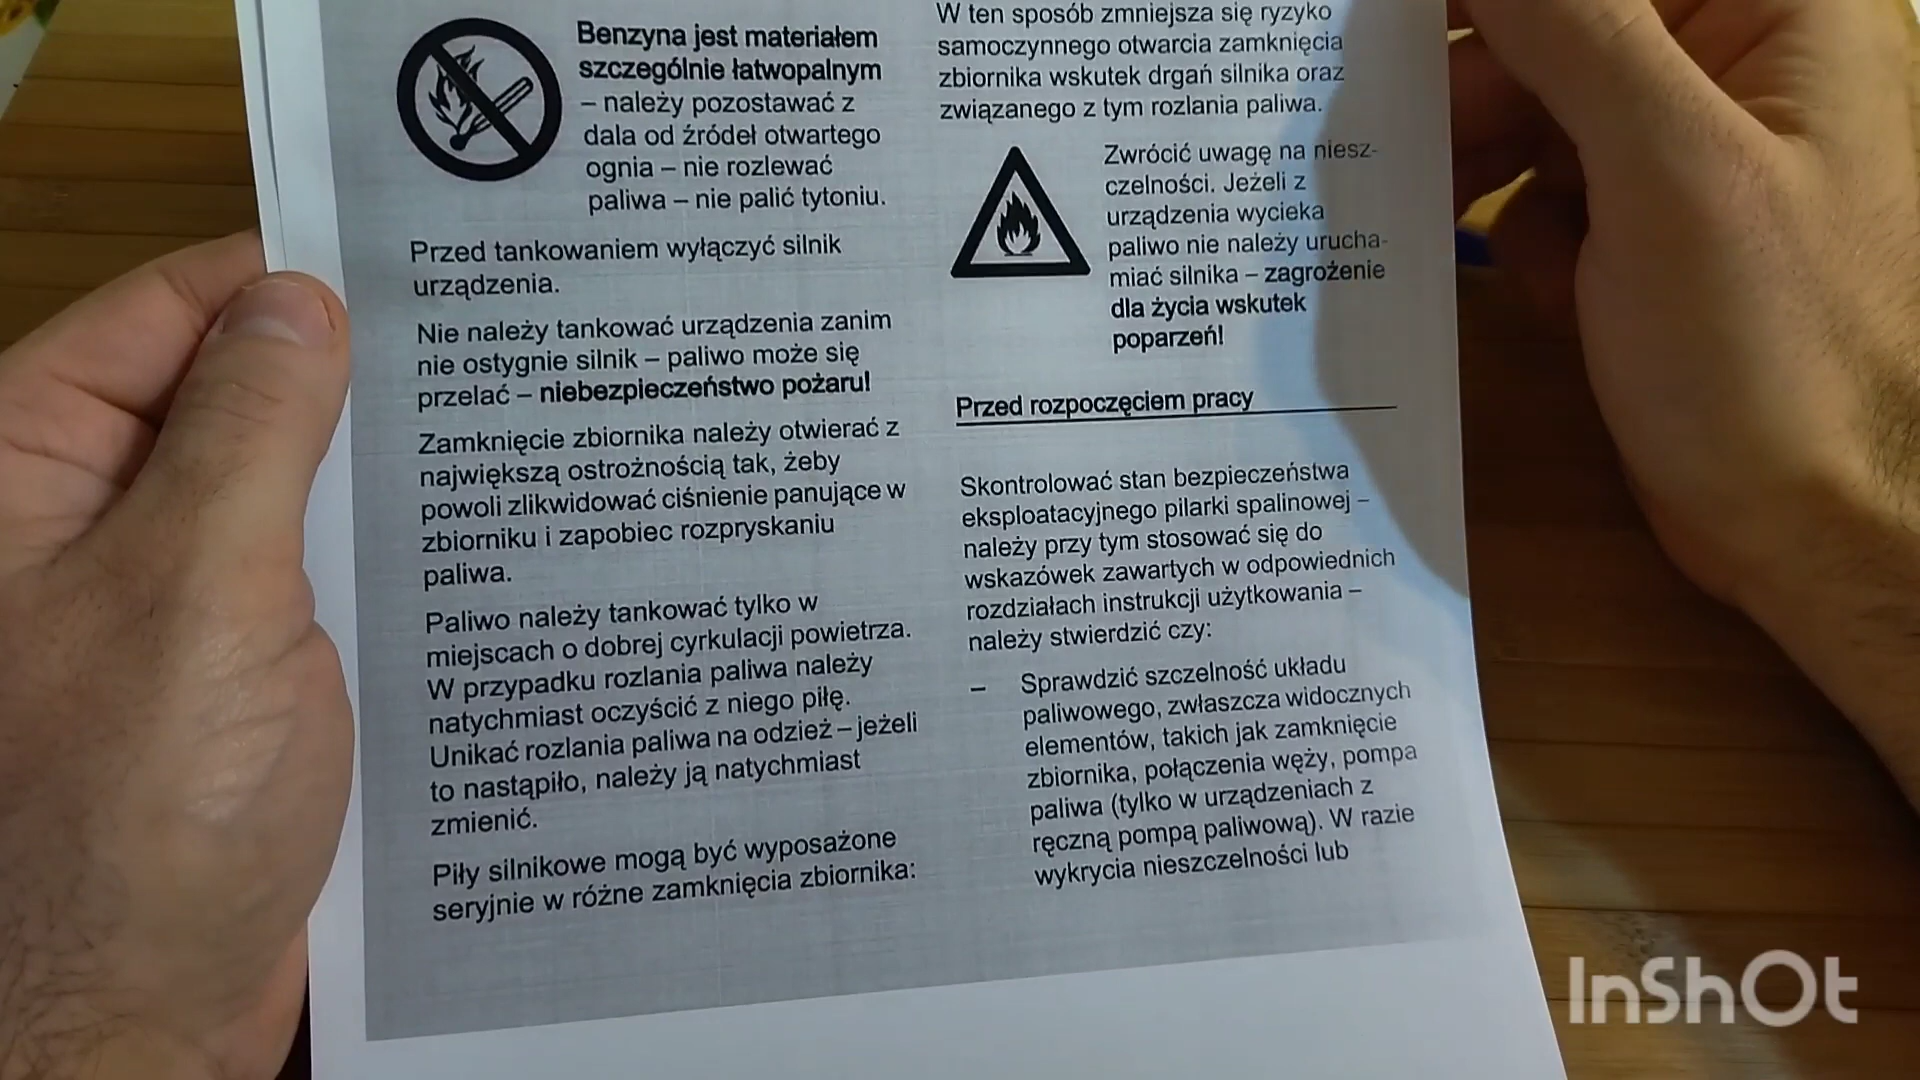 Benzyna jest materiałem
szczególnie łatwopalnym
– należy pozostawać z
dala od źródeł otwartego
ognia – nie rozlewać
paliwa – nie palić tytoniu.
Przed tankowaniem wyłączyć silnik
urządzenia.
Nie należy tankować urządzenia zanim
nie ostygnie silnik – paliwo może się
przelać – niebezpieczeństwo pożaru!
Zamknięcie zbiornika należy otwierać z
największą ostrożnością tak, żeby
powoli zlikwidować ciśnienie panujące w
zbiorniku i zapobiec rozpryskaniu
paliwa.
Paliwo należy tankować tylko w
miejscach o dobrej cyrkulacji powietrza.
W przypadku rozlania paliwa należy
natychmiast oczyścić z niego piłę.
Unikać rozlania paliwa na odzież – jeżeli
to nastąpiło, należy ją natychmiast
zmienić.
Piły silnikowe mogą być wyposażone
seryjnie w różne zamknięcia zbiornika:
W ten sposób zmniejsza się ryzyko
samoczynnego otwarcia zamknięcia
zbiornika wskutek drgań silnika oraz
związanego z tym rozlania paliwa.
Zwrócić uwagę na niesz-
czelności. Jeżeli z
urządzenia wycieka
paliwo nie należy urucha-
miać silnika – zagrożenie
dla życia wskutek
poparzeń!
Przed rozpoczęciem pracy
Skontrolować stan bezpieczeństwa
eksploatacyjnego pilarki spalinowej –
należy przy tym stosować się do
wskazówek zawartych w odpowiednich
rozdziałach instrukcji użytkowania –
należy stwierdzić czy:
– Sprawdzić szczelność układu
paliwowego, zwłaszcza widocznych
elementów, takich jak zamknięcie
zbiornika, połączenia węży, pompa
paliwa (tylko w urządzeniach z
ręczną pompą paliwową). W razie
wykrycia nieszczelności lub
InShOt